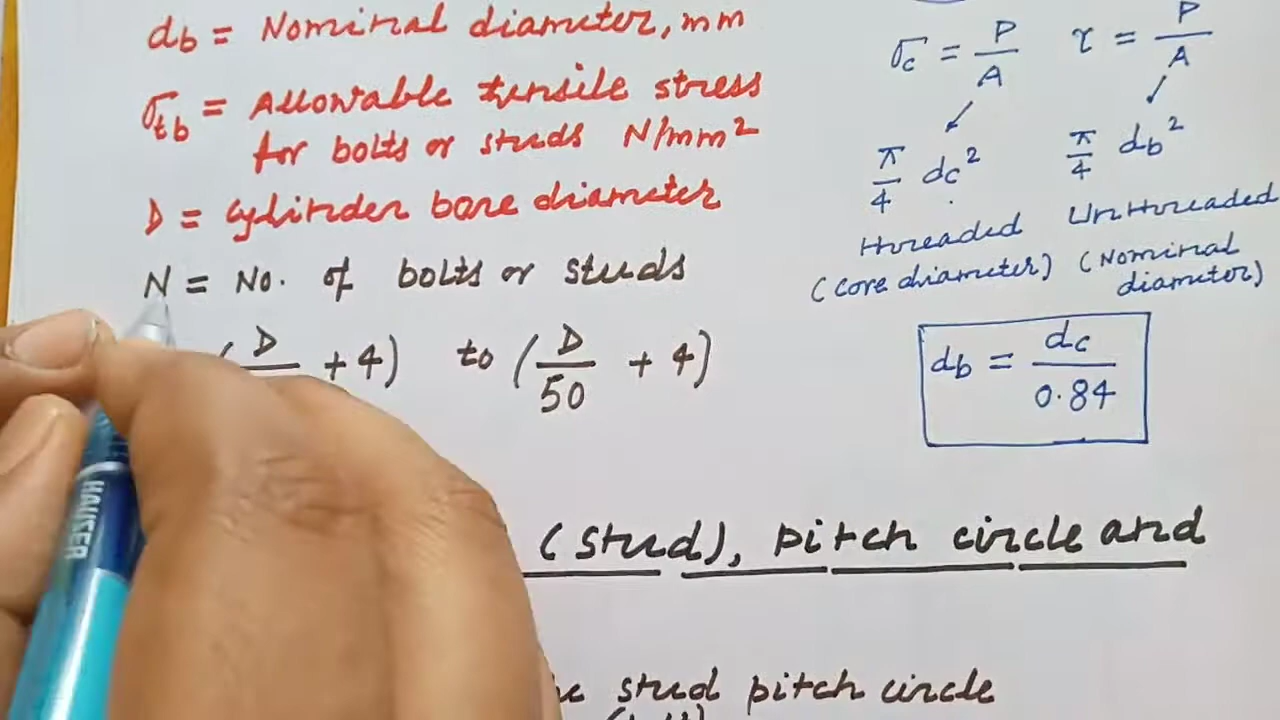 db = Nominal diameter, mm
σtb = Allowable tensile stress
for bolts or studs N/mm²
D = cylinder bore diameter
N = No. of bolts or studs
(D + 4) to (D/50 + 4)
σc = P/A τ = P/A
π/4 dc² π/4 db²
threaded Unthreaded
(core diameter) (Nominal
diameter)
db = dc/0.84
(stud), pitch circle and
stud pitch circle
HAUSER